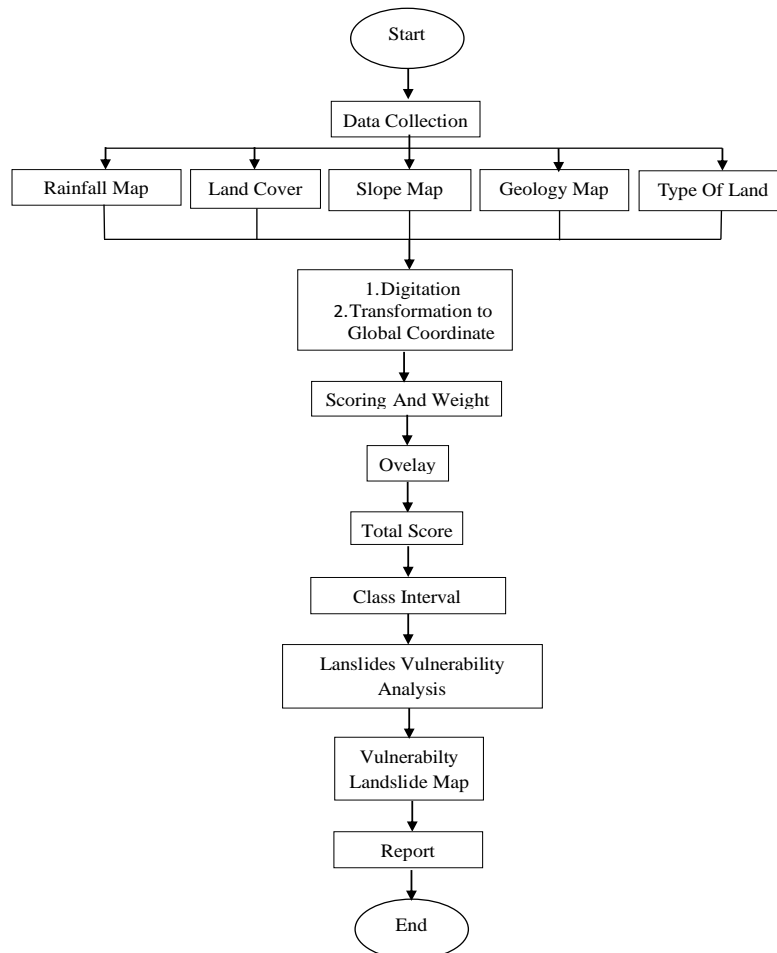 Start
Data Collection
Rainfall Map
Land Cover
Slope Map
Geology Map
Type Of Land
1.Digitation
2.Transformation to
Global Coordinate
Scoring And Weight
Ovelay
Total Score
Class Interval
Lanslides Vulnerability
Analysis
Vulnerabilty
Landslide Map
Report
End